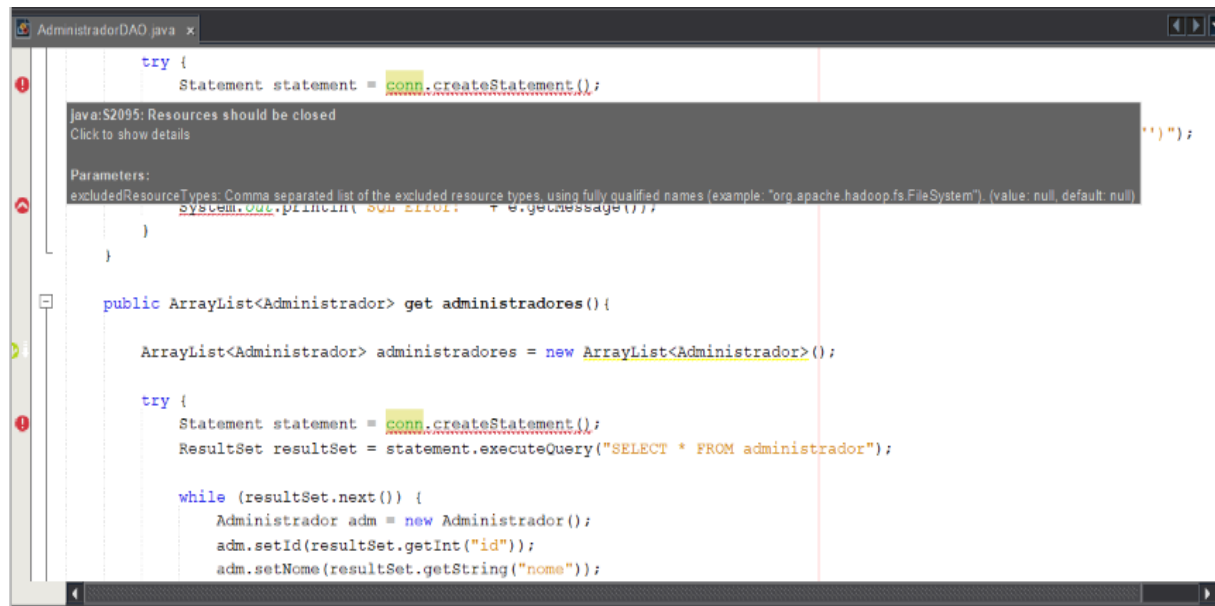 AdministradorDAO.java x
try {
Statement statement = conn.createStatement();
java:S2095: Resources should be closed
Click to show details
'')");
Parameters:
excludedResourceTypes: Comma separated list of the excluded resource types, using fully qualified names (example: "org.apache.hadoop.fs.FileSystem"). (value: null, default: null)
System.out.println("SQL Error: " + e.getMessage());
}
}
public ArrayList<Administrador> get administradores(){
ArrayList<Administrador> administradores = new ArrayList<Administrador>();
try {
Statement statement = conn.createStatement();
ResultSet resultSet = statement.executeQuery("SELECT * FROM administrador");
while (resultSet.next()) {
Administrador adm = new Administrador();
adm.setId(resultSet.getInt("id"));
adm.setNome(resultSet.getString("nome"));